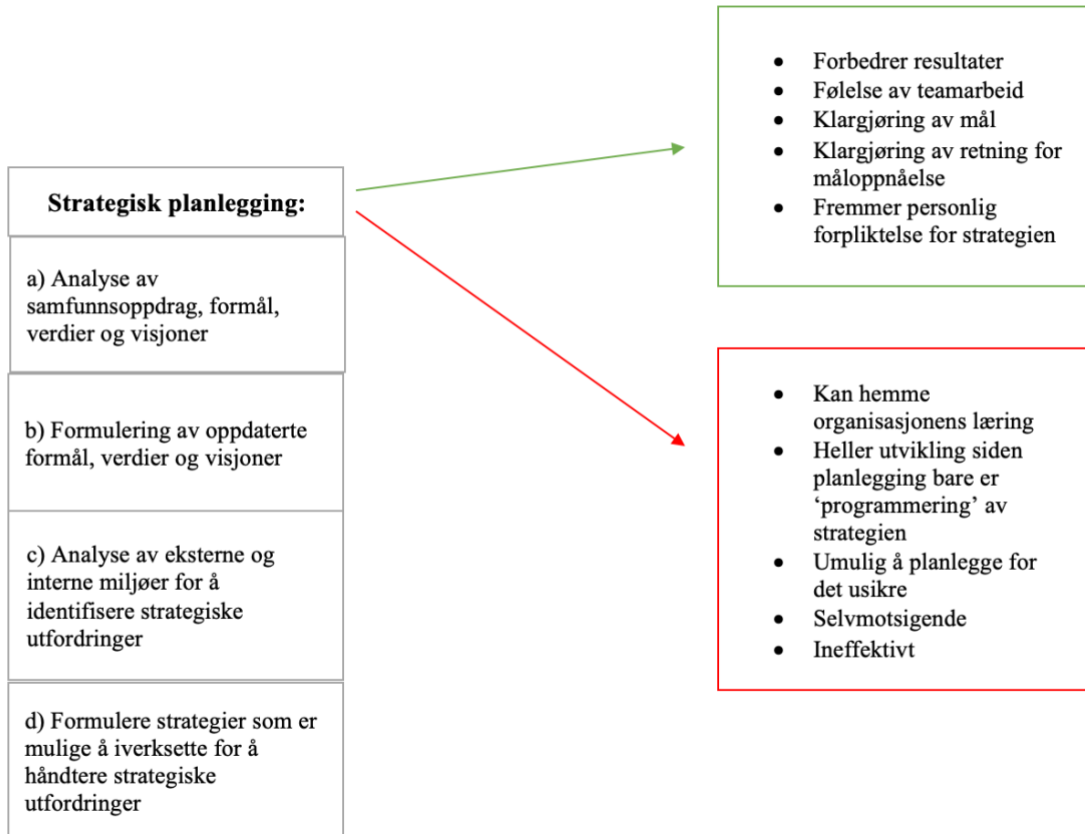 Strategisk planlegging:
a) Analyse av
samfunnsoppdrag, formål,
verdier og visjoner
b) Formulering av oppdaterte
formål, verdier og visjoner
c) Analyse av eksterne og
interne miljøer for å
identifisere strategiske
utfordringer
d) Formulere strategier som er
mulige å iverksette for å
håndtere strategiske
utfordringer
• Forbedrer resultater
• Følelse av teamarbeid
• Klargjøring av mål
• Klargjøring av retning for
måloppnåelse
• Fremmer personlig
forpliktelse for strategien
• Kan hemme
organisasjonens læring
• Heller utvikling siden
planlegging bare er
‘programmering’ av
strategien
• Umulig å planlegge for
det usikre
• Selvmotsigende
• Ineffektivt